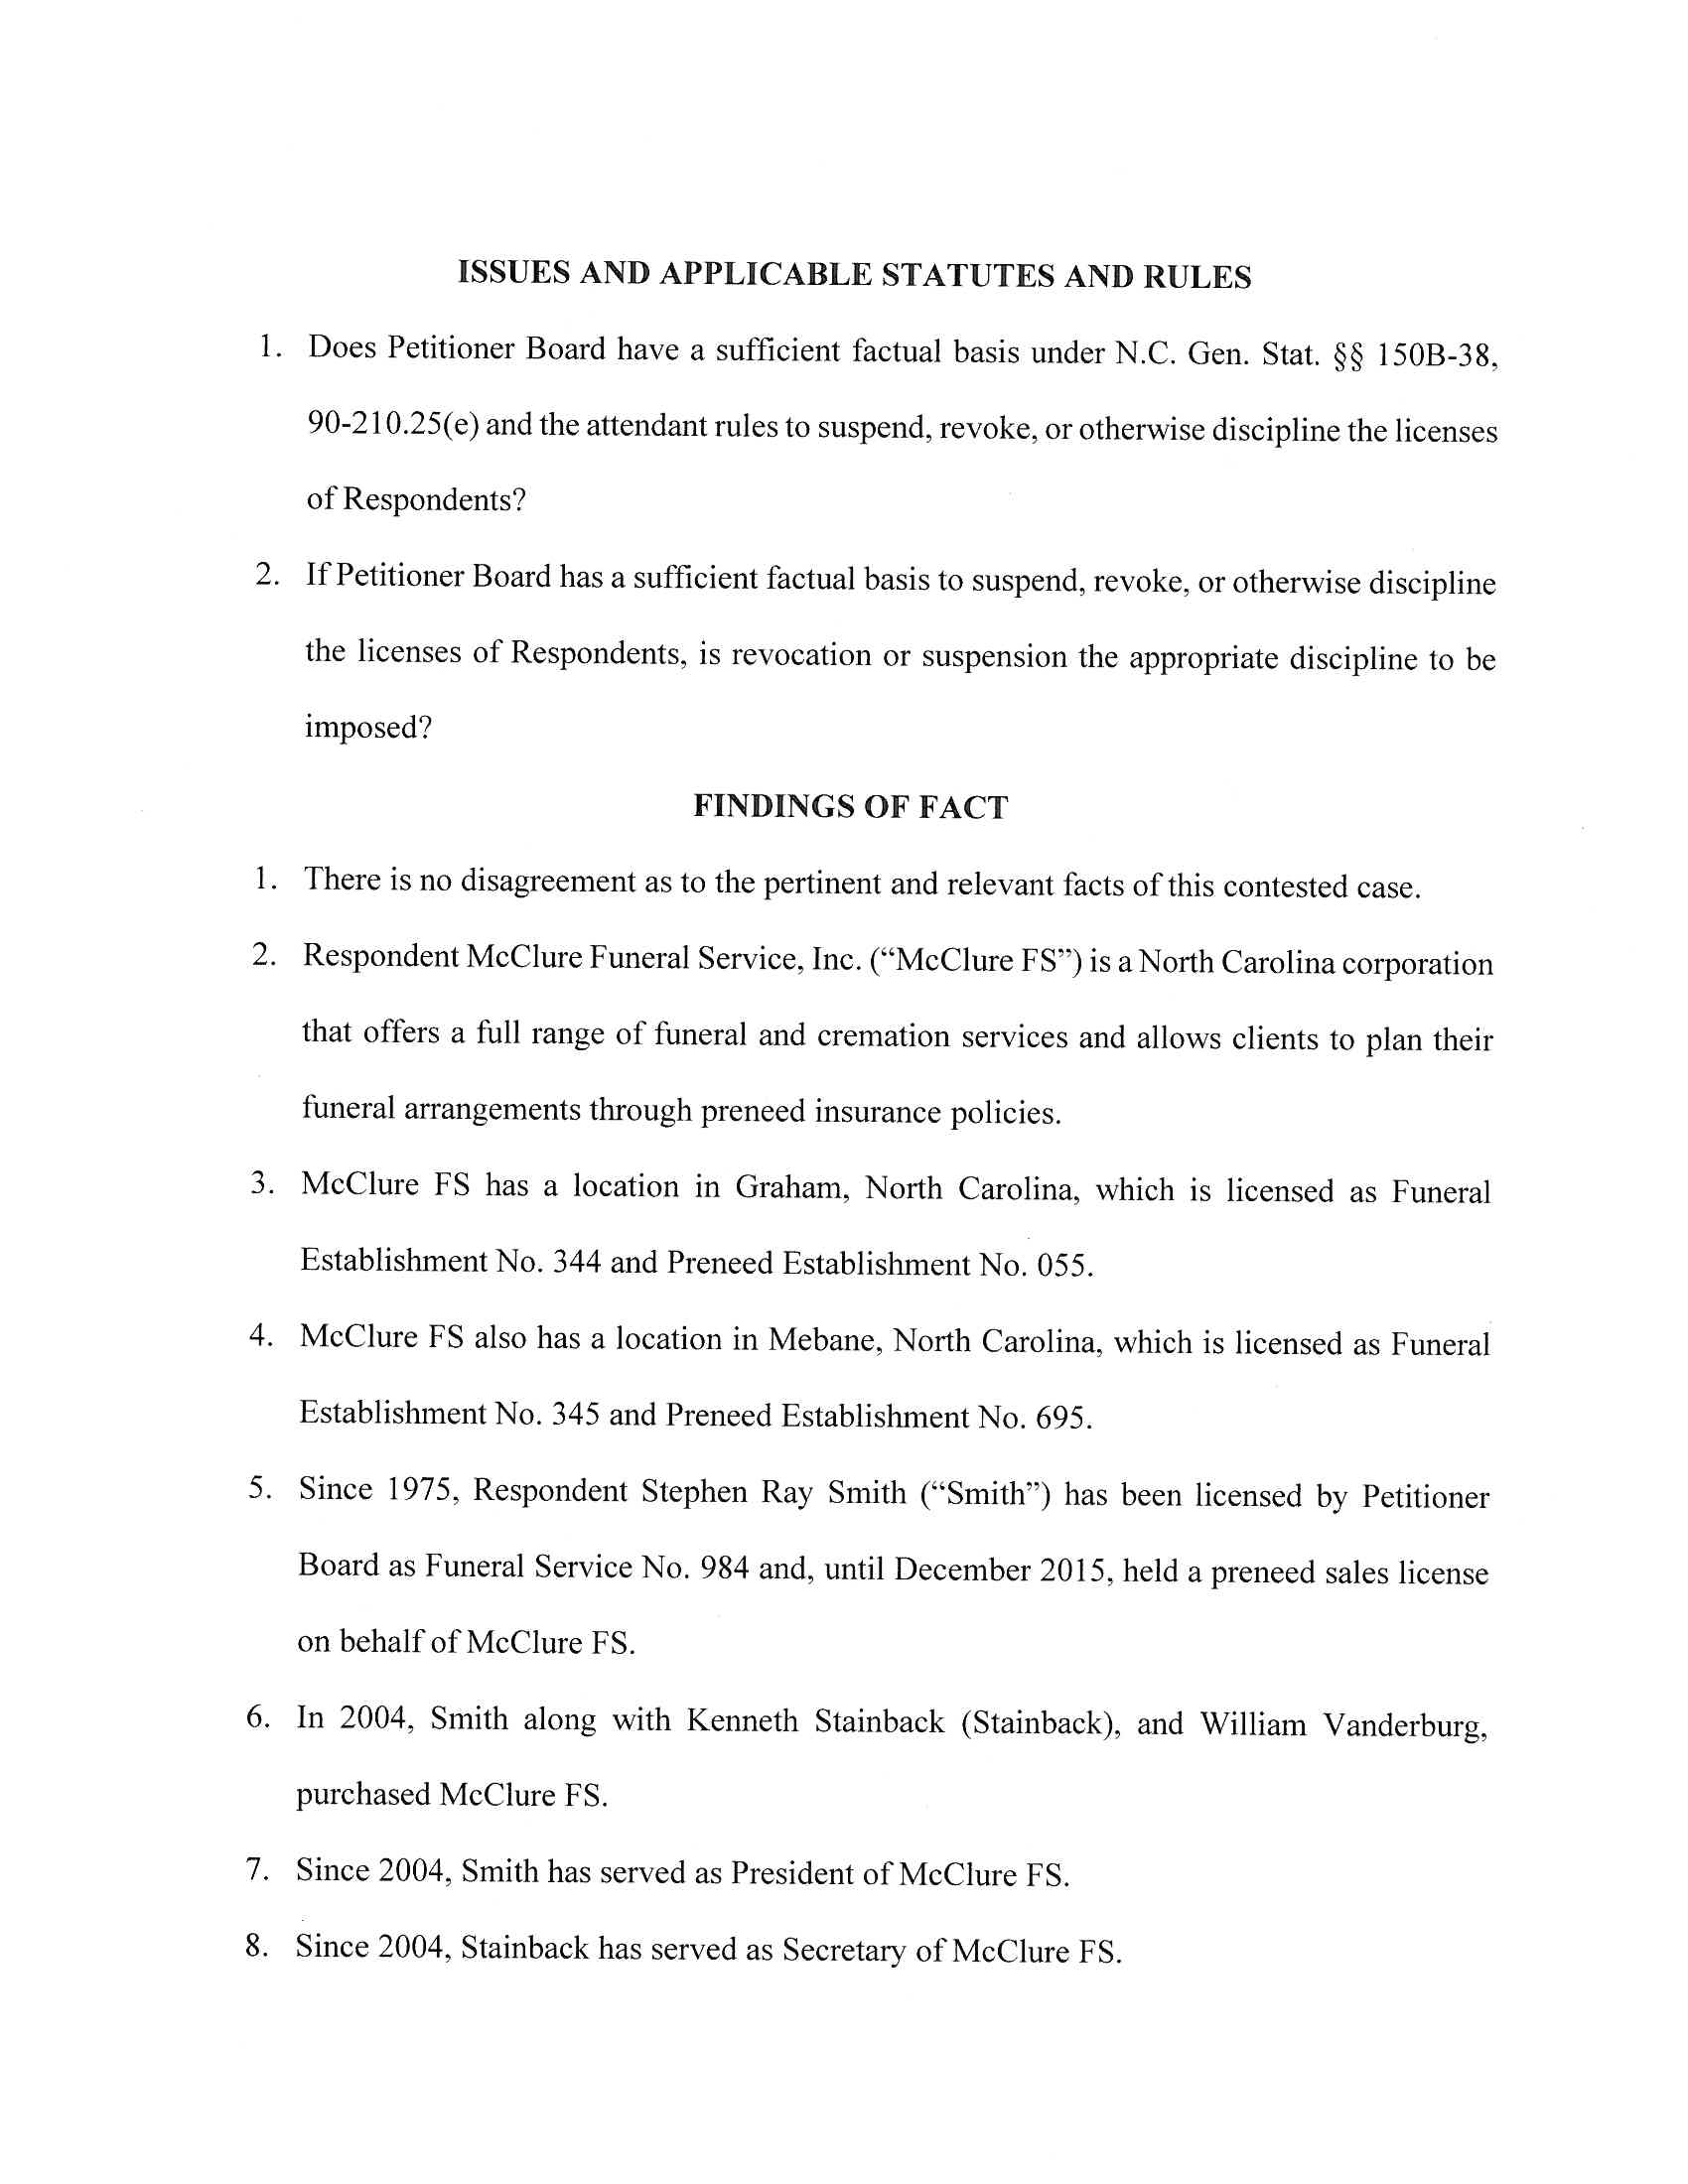 ISSUES AND APPLICABLE STATUTES AND RULES
1. Does Petitioner Board have a sufficient factual basis under N.C. Gen. Stat. §§ 150B-38,
90-210.25(e) and the attendant rules to suspend, revoke, or otherwise discipline the licenses
of Respondents?
2. If Petitioner Board has a sufficient factual basis to suspend, revoke, or otherwise discipline
the licenses of Respondents, is revocation or suspension the appropriate discipline to be
imposed?
FINDINGS OF FACT
1. There is no disagreement as to the pertinent and relevant facts of this contested case.
2. Respondent McClure Funeral Service, Inc. (“McClure FS”) is a North Carolina corporation
that offers a full range of funeral and cremation services and allows clients to plan their
funeral arrangements through preneed insurance policies.
3. McClure FS has a location in Graham, North Carolina, which is licensed as Funeral
Establishment No. 344 and Preneed Establishment No. 055.
4. McClure FS also has a location in Mebane, North Carolina, which is licensed as Funeral
Establishment No. 345 and Preneed Establishment No. 695.
5. Since 1975, Respondent Stephen Ray Smith (“Smith”) has been licensed by Petitioner
Board as Funeral Service No. 984 and, until December 2015, held a preneed sales license
on behalf of McClure FS.
6. In 2004, Smith along with Kenneth Stainback (Stainback), and William Vanderburg,
purchased McClure FS.
7. Since 2004, Smith has served as President of McClure FS.
8. Since 2004, Stainback has served as Secretary of McClure FS.